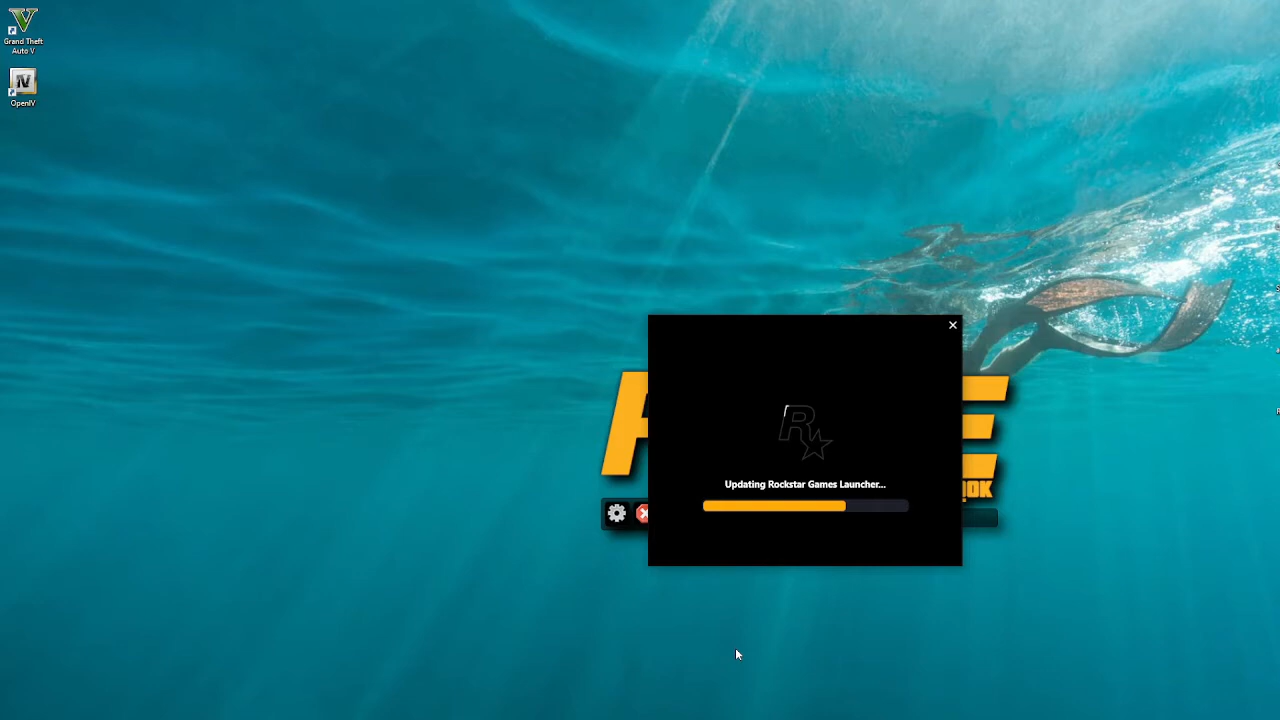 Grand Theft
Auto V
OpenIV
Updating Rockstar Games Launcher...